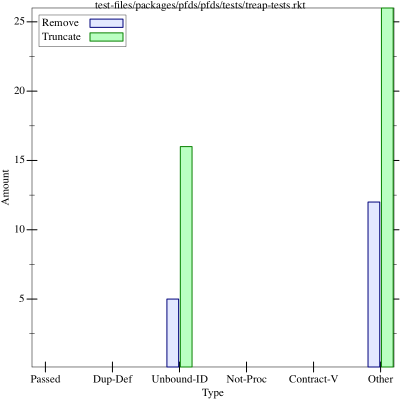 test-files/packages/pfds/pfds/tests/treap-tests.rkt
Remove
Truncate
25
20
15
10
5
Amount
Passed Dup-Def Unbound-ID Not-Proc Contract-V Other
Type